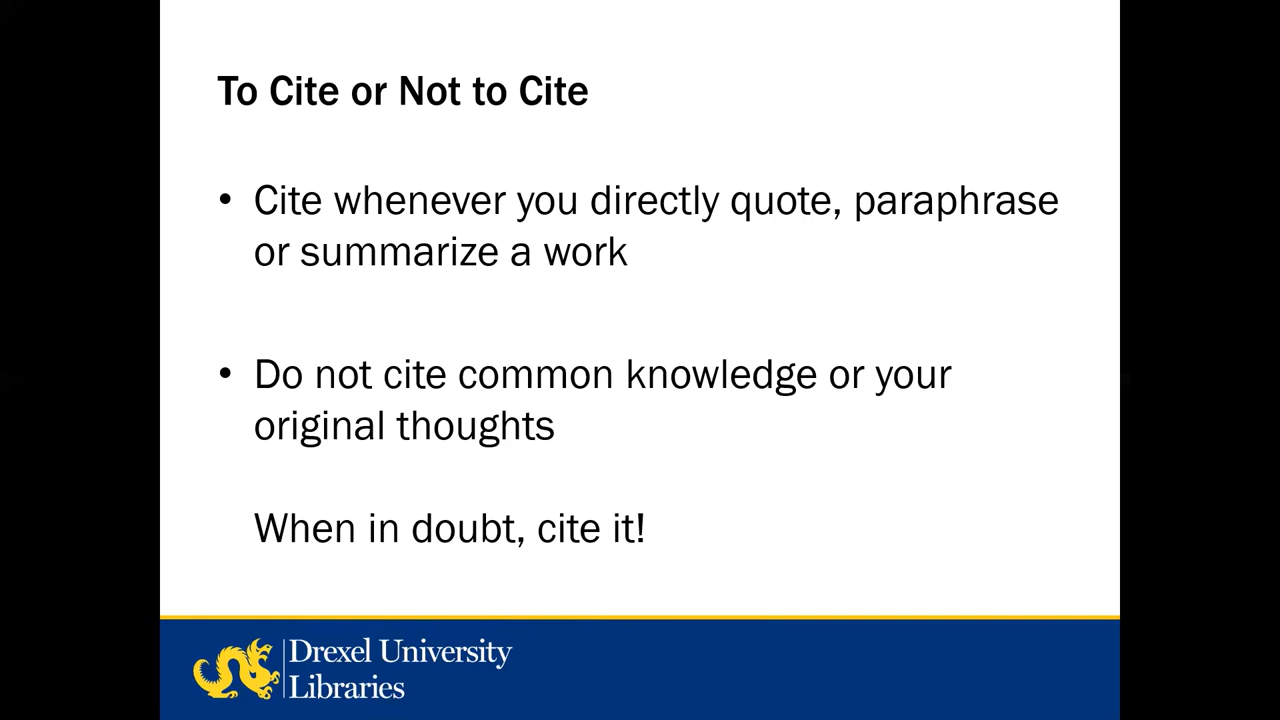 To Cite or Not to Cite
• Cite whenever you directly quote, paraphrase
or summarize a work
• Do not cite common knowledge or your
original thoughts
When in doubt, cite it!
Drexel University
Libraries